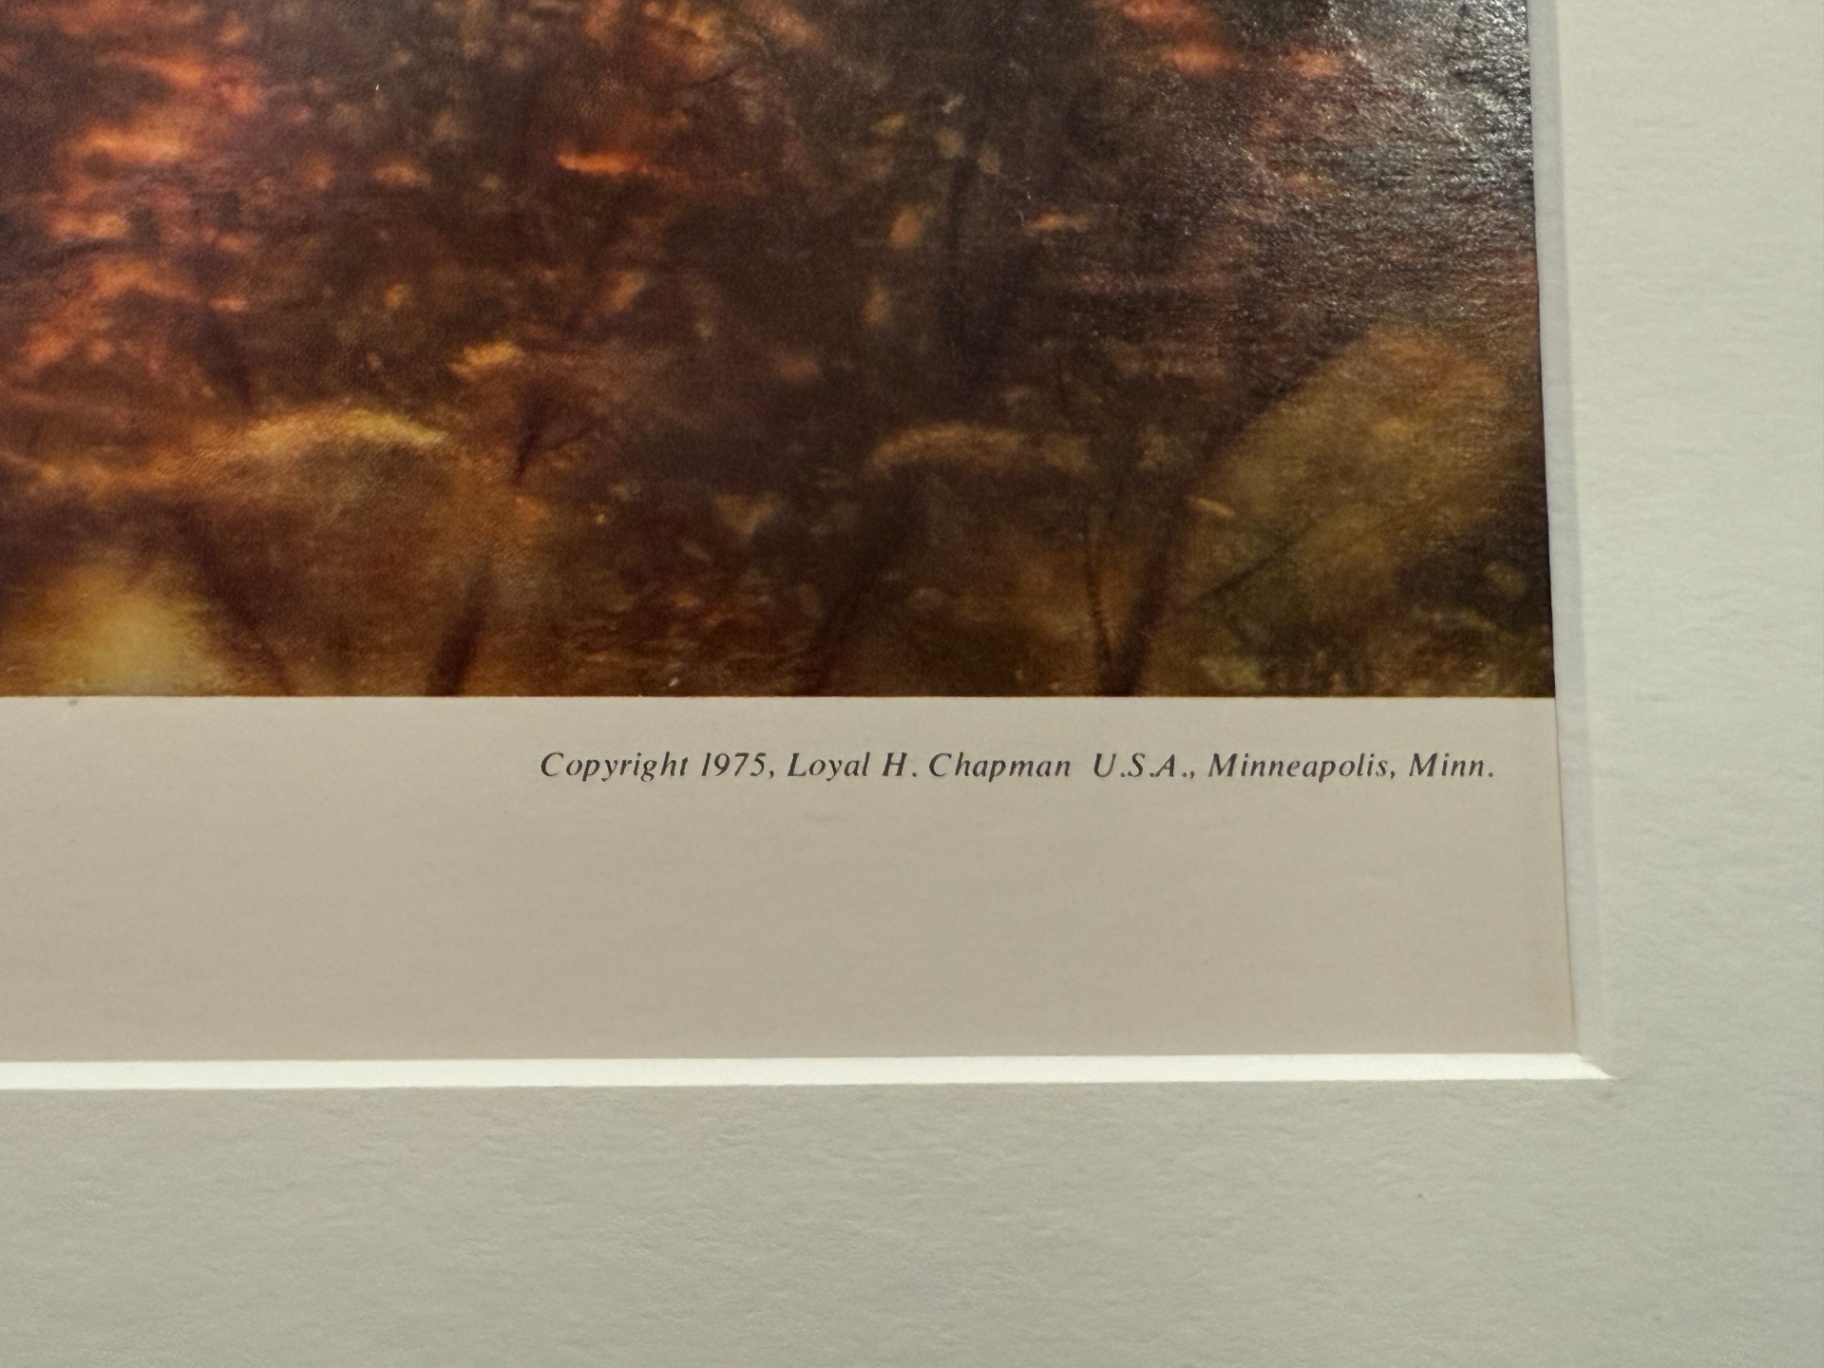 Copyright 1975, Loyal H. Chapman U.S.A., Minneapolis, Minn.